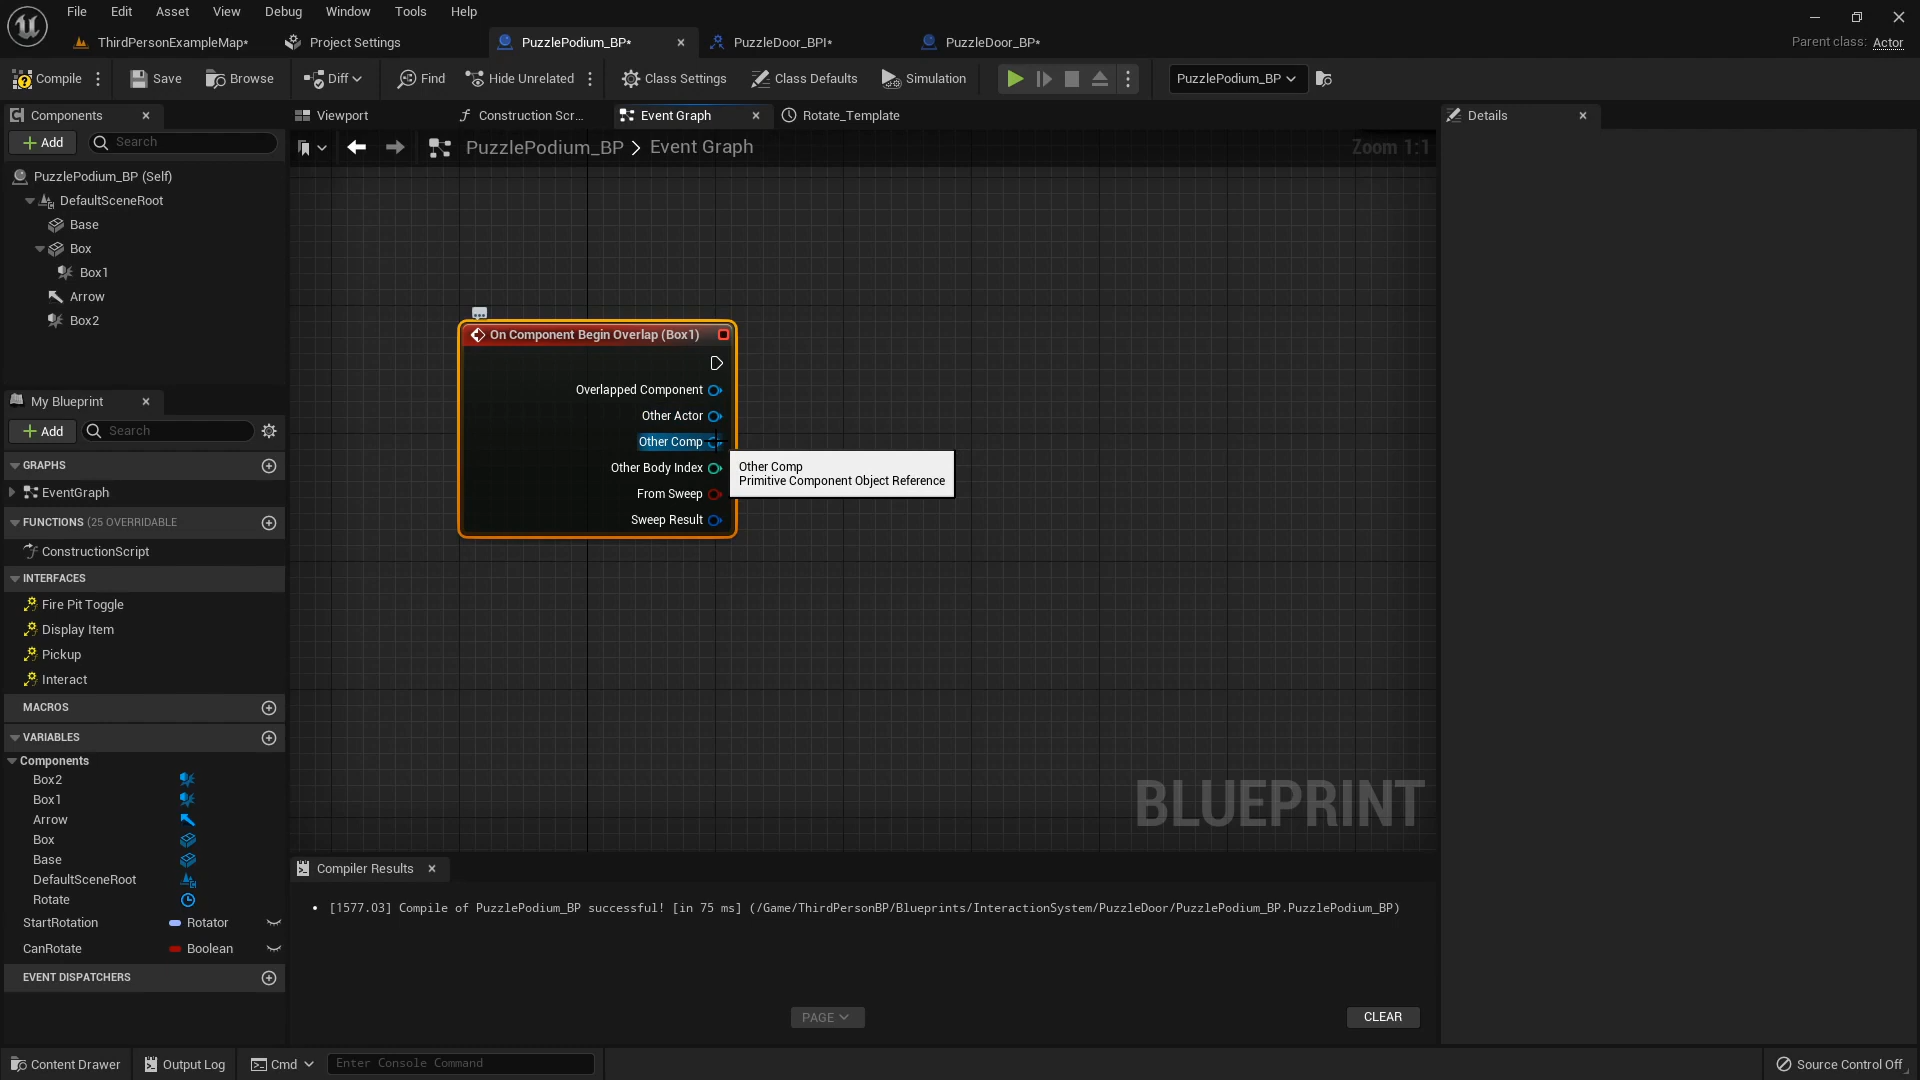 File Edit Asset View Debug Window Tools Help
ThirdPersonExampleMap* Project Settings PuzzlePodium_BP* PuzzleDoor_BPI* PuzzleDoor_BP* Parent class: Actor
Compile Save Browse Diff Find Hide Unrelated Class Settings Class Defaults Simulation PuzzlePodium_BP
Components Viewport Construction Scr... Event Graph Rotate_Template Details
Add Search
PuzzlePodium_BP > Event Graph Zoom 1:1
PuzzlePodium_BP (Self)
DefaultSceneRoot
Base
Box
Box1
Arrow
Box2
On Component Begin Overlap (Box1)
Overlapped Component
Other Actor
Other Comp
Other Body Index
From Sweep
Sweep Result
Other Comp
Primitive Component Object Reference
My Blueprint
Add Search
GRAPHS
EventGraph
FUNCTIONS (25 OVERRIDABLE
ConstructionScript
INTERFACES
Fire Pit Toggle
Display Item
Pickup
Interact
MACROS
VARIABLES
Components
Box2
Box1
Arrow
Box
Base
DefaultSceneRoot
Rotate
StartRotation Rotator
CanRotate Boolean
EVENT DISPATCHERS
BLUEPRINT
Compiler Results
• [1577.03] Compile of PuzzlePodium_BP successful! [in 75 ms] (/Game/ThirdPersonBP/Blueprints/InteractionSystem/PuzzleDoor/PuzzlePodium_BP.PuzzlePodium_BP)
PAGE CLEAR
Content Drawer Output Log Cmd Enter Console Command Source Control Off